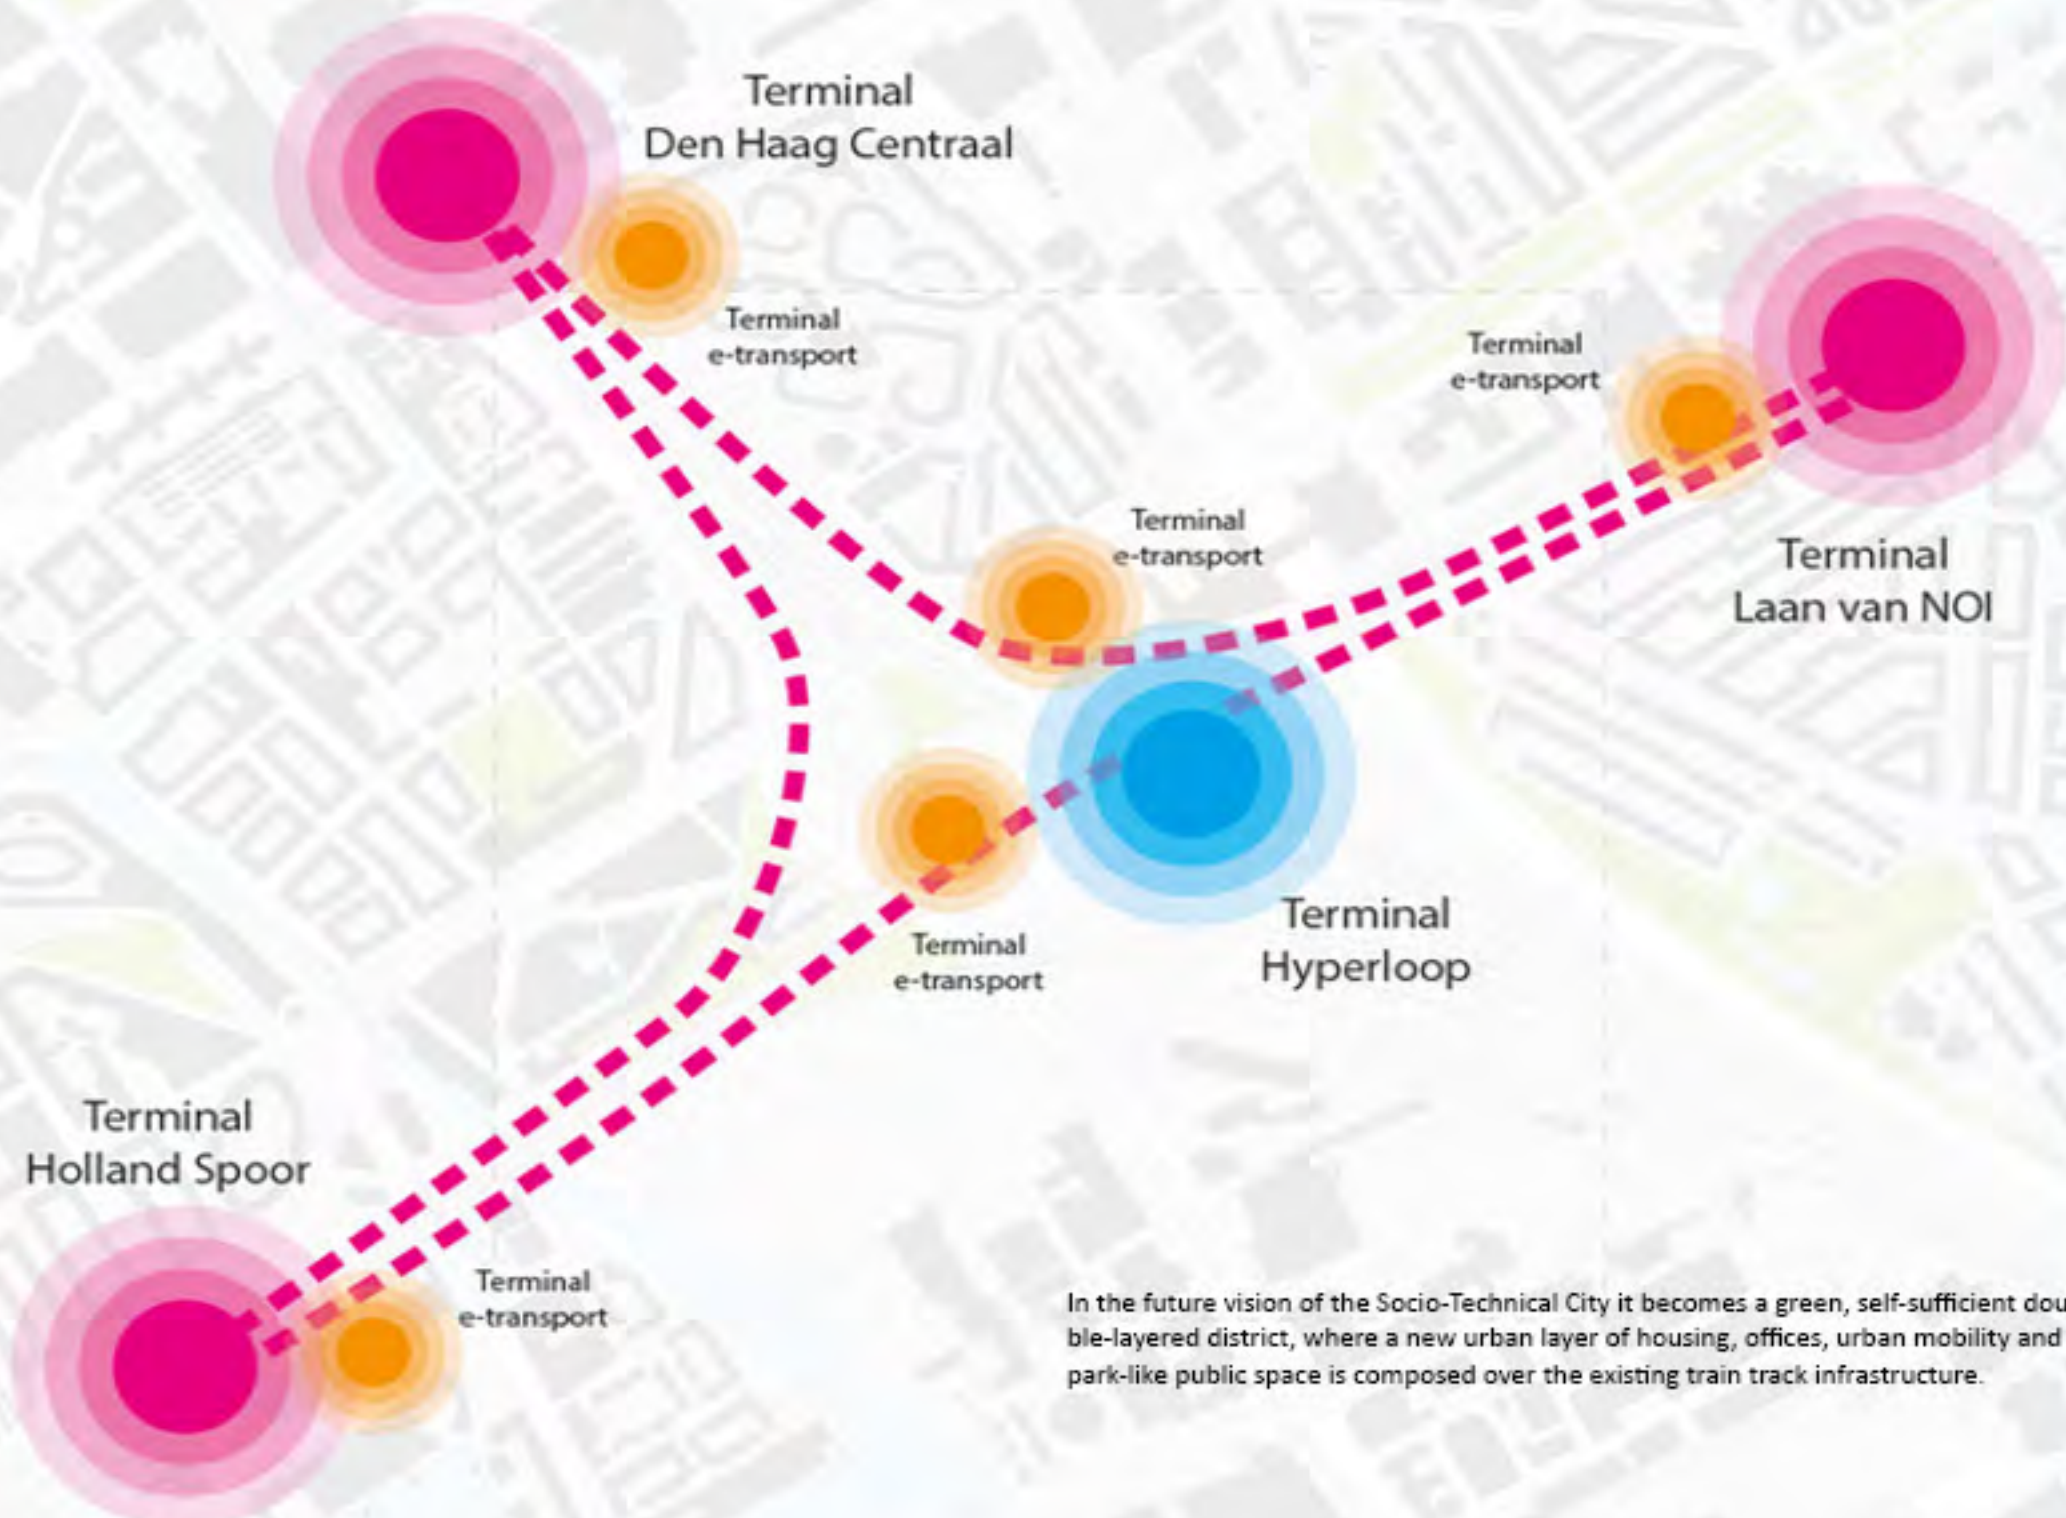 Terminal
Den Haag Centraal
Terminal
e-transport
Terminal
e-transport
Terminal
e-transport
Terminal
Laan van NOI
Terminal
e-transport
Terminal
Hyperloop
Terminal
Holland Spoor
Terminal
e-transport
In the future vision of the Socio-Technical City it becomes a green, self-sufficient dou
ble-layered district, where a new urban layer of housing, offices, urban mobility and
park-like public space is composed over the existing train track infrastructure.